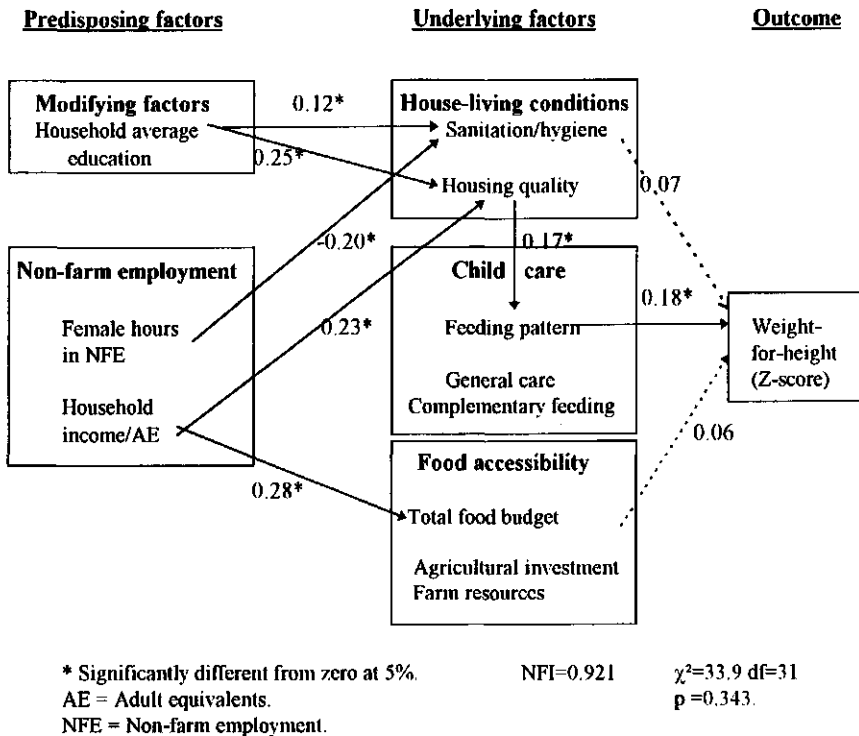 Predisposing factors
Underlying factors
Outcome
Modifying factors
Household average
education
0.12*
0.25*
House-living conditions
Sanitation/hygiene
Housing quality
0.07
Non-farm employment
Female hours
in NFE
Household
income/AE
-0.20*
0.23*
0.28*
0.17*
Child care
Feeding pattern
General care
Complementary feeding
0.18*
Weight-
for-height
(Z-score)
0.06
Food accessibility
Total food budget
Agricultural investment
Farm resources
* Significantly different from zero at 5%.
NFI=0.921
χ²=33.9 df=31
AE = Adult equivalents.
p =0.343.
NFE = Non-farm employment.